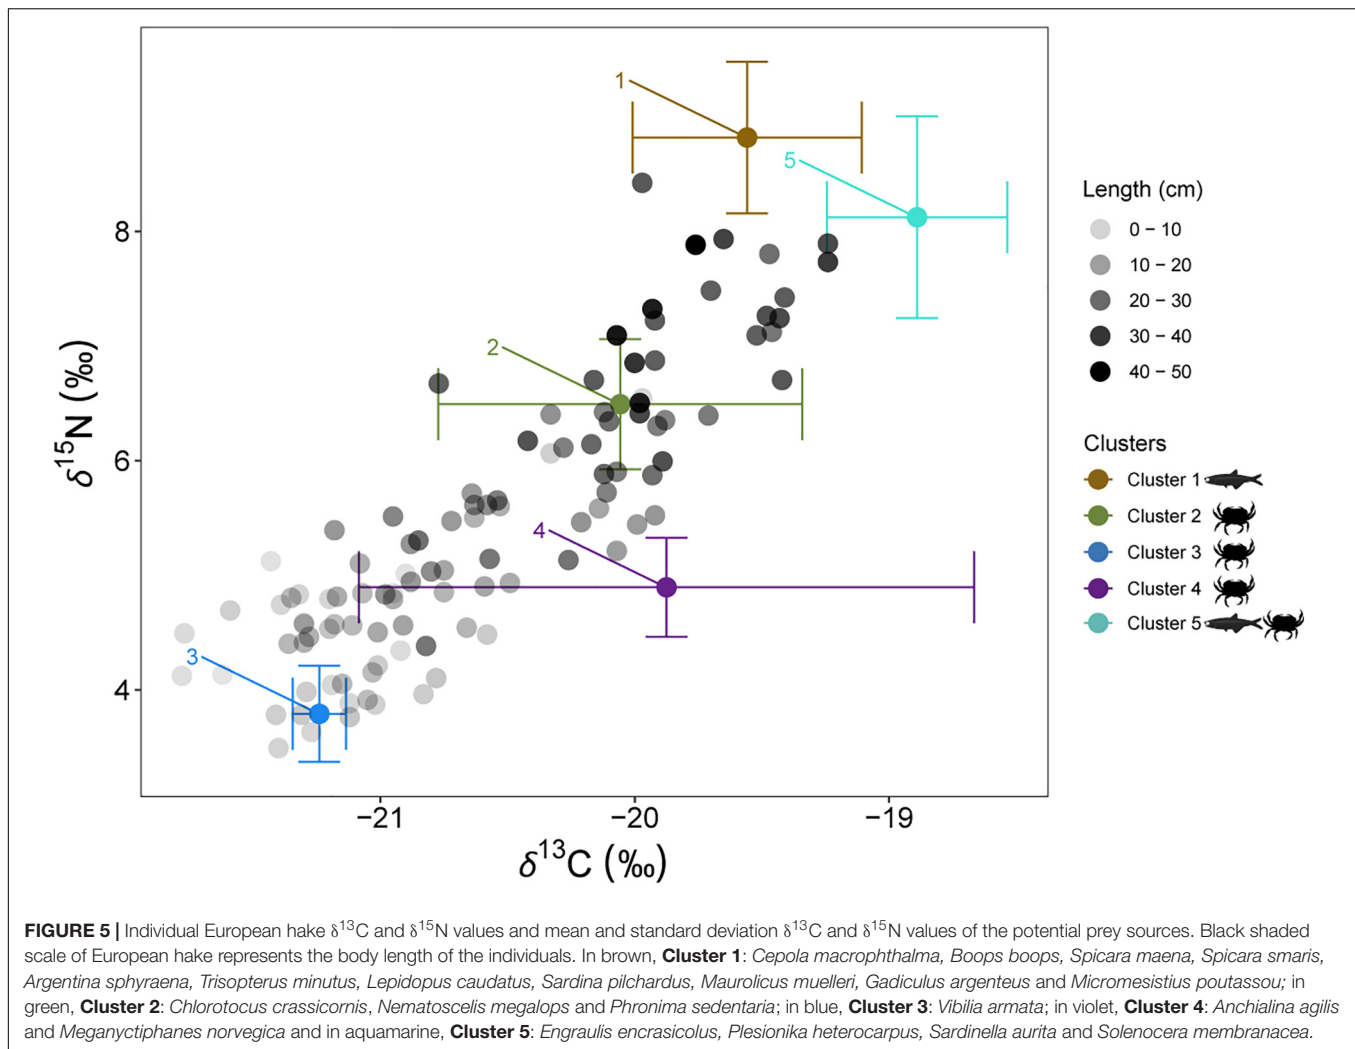 1
5
2
4
3
8
6
4
δ15N (‰)
−21
−20
−19
δ13C (‰)
Length (cm)
0 − 10
10 − 20
20 − 30
30 − 40
40 − 50
Clusters
Cluster 1
Cluster 2
Cluster 3
Cluster 4
Cluster 5
FIGURE 5 | Individual European hake δ13C and δ15N values and mean and standard deviation δ13C and δ15N values of the potential prey sources. Black shaded
scale of European hake represents the body length of the individuals. In brown, Cluster 1: Cepola macrophthalma, Boops boops, Spicara maena, Spicara smaris,
Argentina sphyraena, Trisopterus minutus, Lepidopus caudatus, Sardina pilchardus, Maurolicus muelleri, Gadiculus argenteus and Micromesistius poutassou; in
green, Cluster 2: Chlorotocus crassicornis, Nematoscelis megalops and Phronima sedentaria; in blue, Cluster 3: Vibilia armata; in violet, Cluster 4: Anchialina agilis
and Meganyctiphanes norvegica and in aquamarine, Cluster 5: Engraulis encrasicolus, Plesionika heterocarpus, Sardinella aurita and Solenocera membranacea.